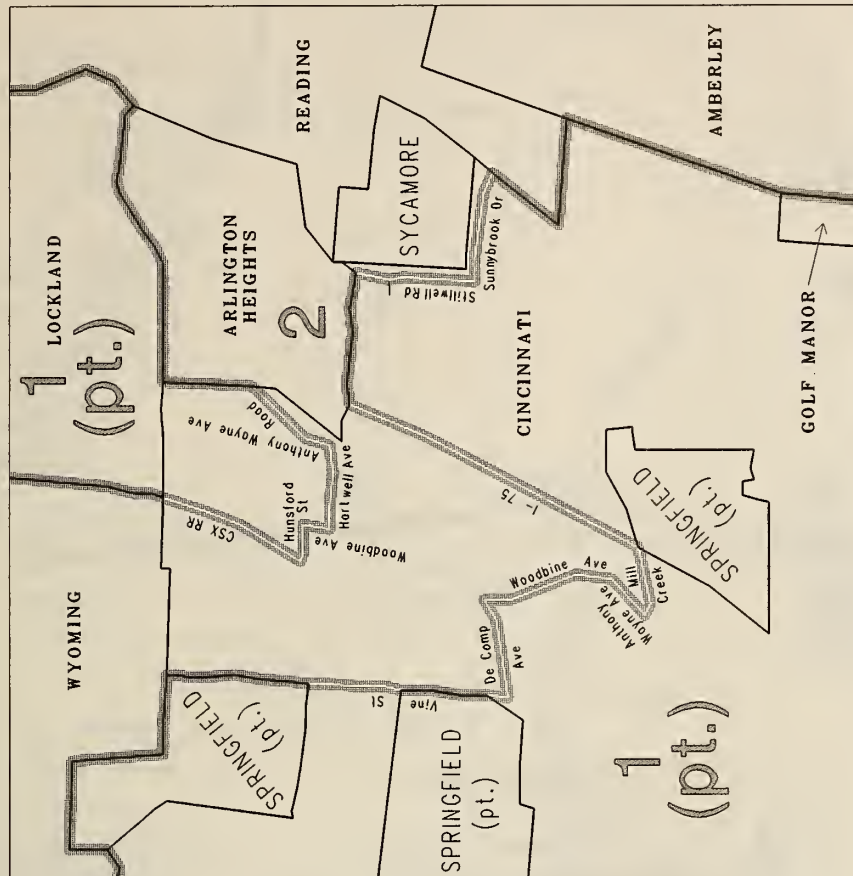 LOCKLAND
1
(pt.)
READING
ARLINGTON
HEIGHTS
2
SYCAMORE
AMBERLEY
Sunnybrook Dr
Stillwell Rd
Anthony Wayne Ave
Road
Hunsford
St
Hartwell Ave
Woodbine Ave
CSX RR
WYOMING
CINCINNATI
GOLF MANOR
I-75
SPRINGFIELD
(pt.)
Woodbine Ave
Mill
Creek
Anthony
Wayne Ave
De Comp
Ave
Vine
St
SPRINGFIELD
(pt.)
SPRINGFIELD
(pt.)
1
(pt.)